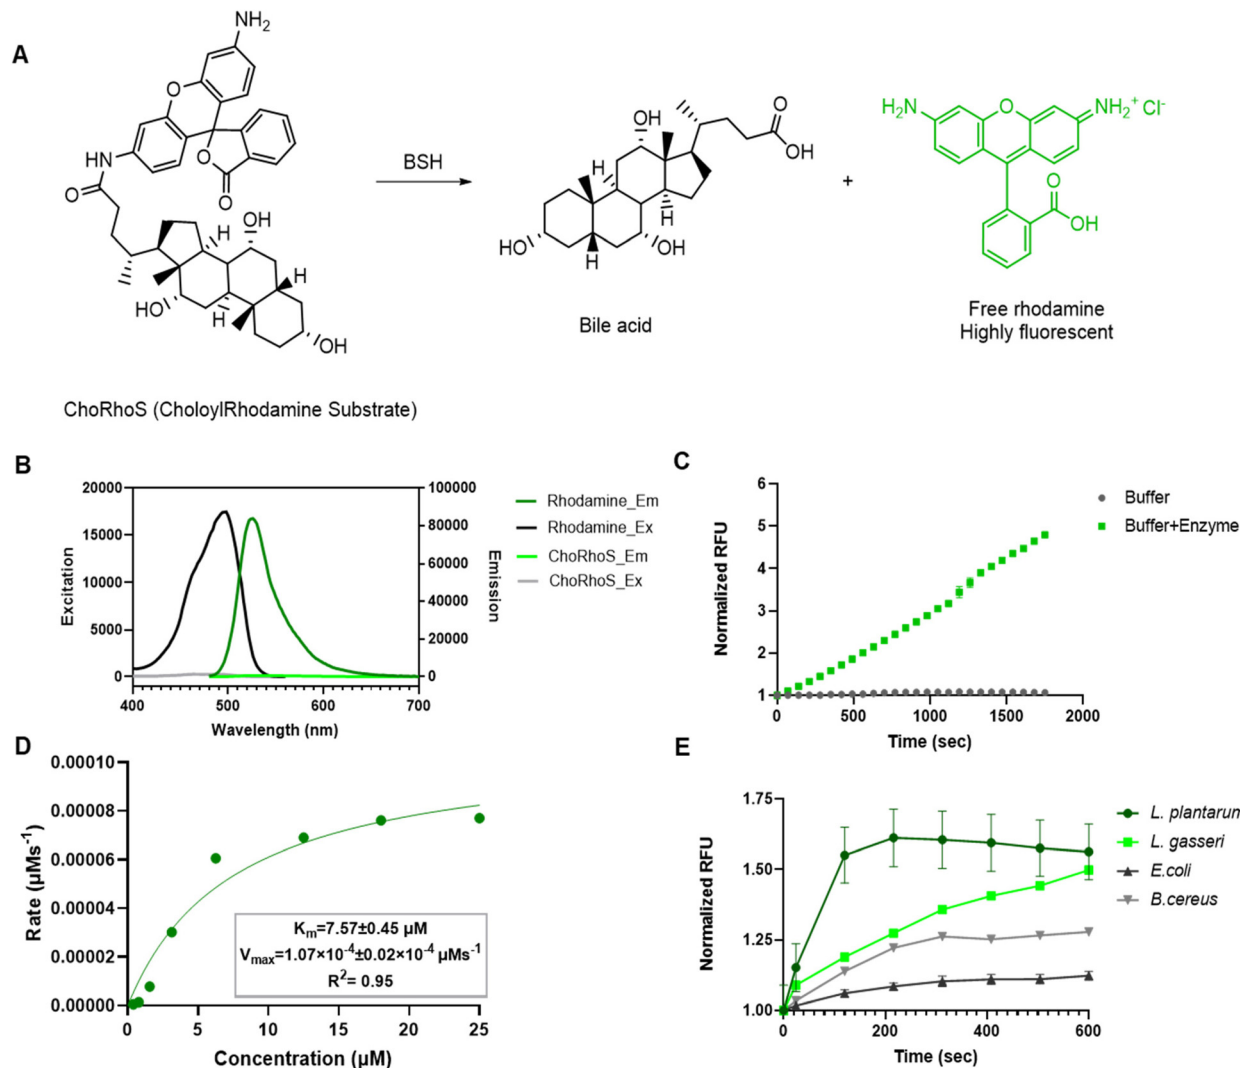 A
NH₂
O
HN
O
O
O
OH
H
H
HO
H
H
OH
BSH
OH
O
OH
H
H
H
HO
H
OH
+
H₂N
O
NH₂⁺ Cl⁻
O
OH
Bile acid
Free rhodamine
Highly fluorescent
ChoRhoS (CholoylRhodamine Substrate)
B
20000
15000
10000
5000
0
Excitation
100000
80000
60000
40000
20000
0
Emission
400
500
600
700
Wavelength (nm)
Rhodamine_Em
Rhodamine_Ex
ChoRhoS_Em
ChoRhoS_Ex
C
6
5
4
3
2
1
Normalized RFU
0
500
1000
1500
2000
Time (sec)
Buffer
Buffer+Enzyme
D
0.00010
0.00008
0.00006
0.00004
0.00002
0.00000
Rate (µMs⁻¹)
Kₘ=7.57±0.45 µM
Vₘₐₓ=1.07×10⁻⁴±0.02×10⁻⁴ µMs⁻¹
R²= 0.95
0
5
10
15
20
25
Concentration (µM)
E
1.75
1.50
1.25
1.00
Normalized RFU
0
200
400
600
Time (sec)
L. plantarun
L. gasseri
E.coli
B.cereus